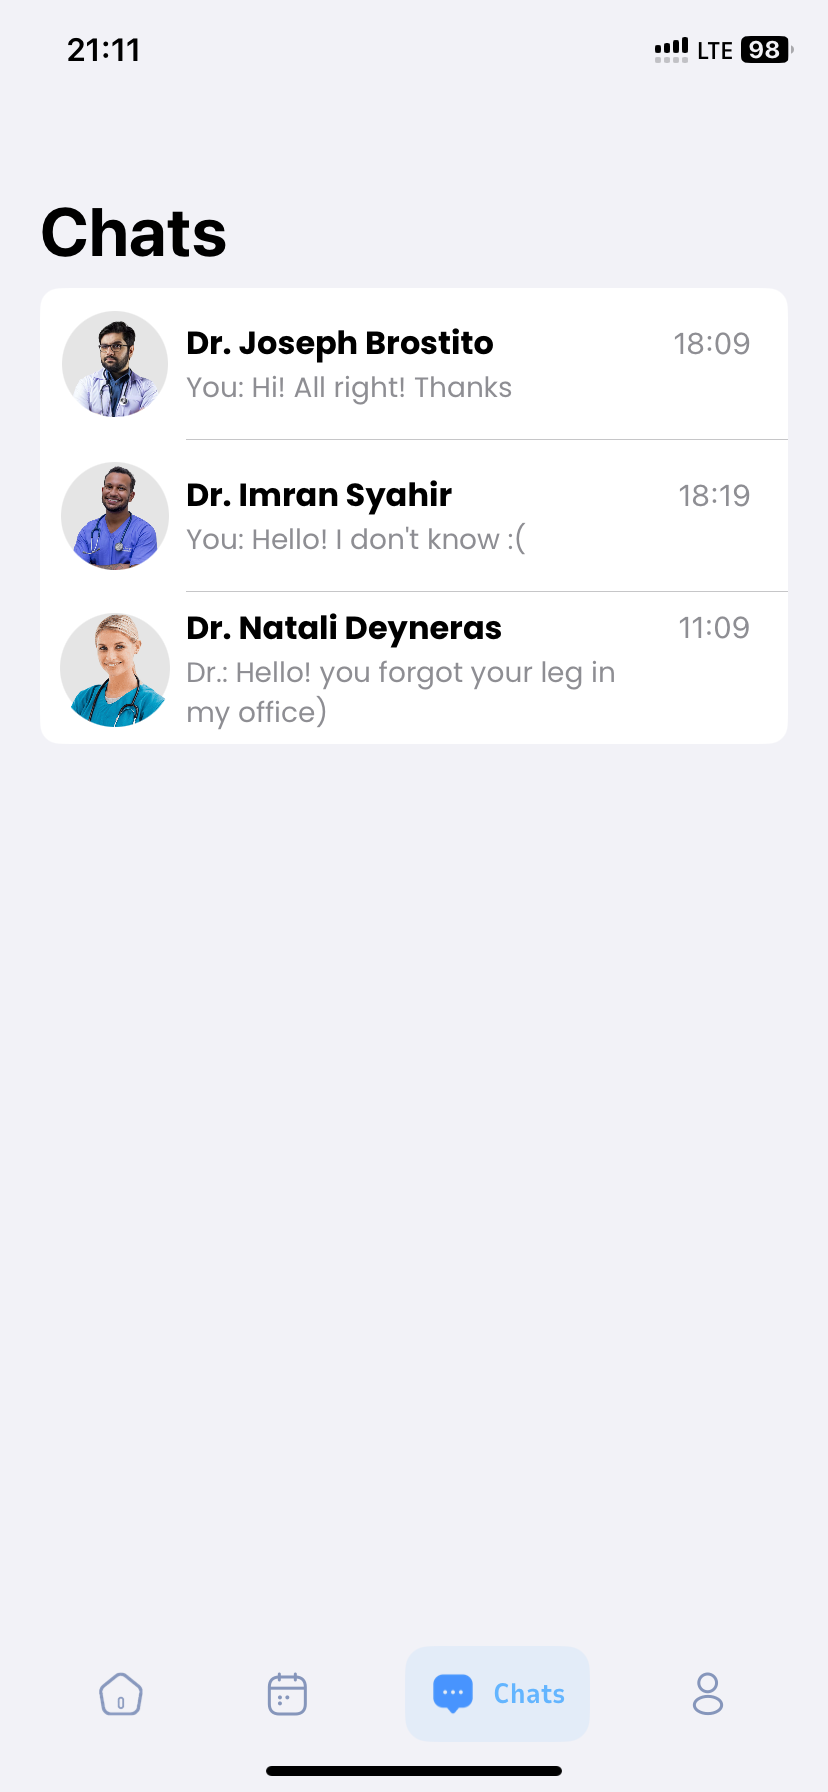 21:11
LTE 98
Chats
Dr. Joseph Brostito 18:09
You: Hi! All right! Thanks
Dr. Imran Syahir 18:19
You: Hello! I don't know :(
Dr. Natali Deyneras 11:09
Dr.: Hello! you forgot your leg in
my office)
Chats